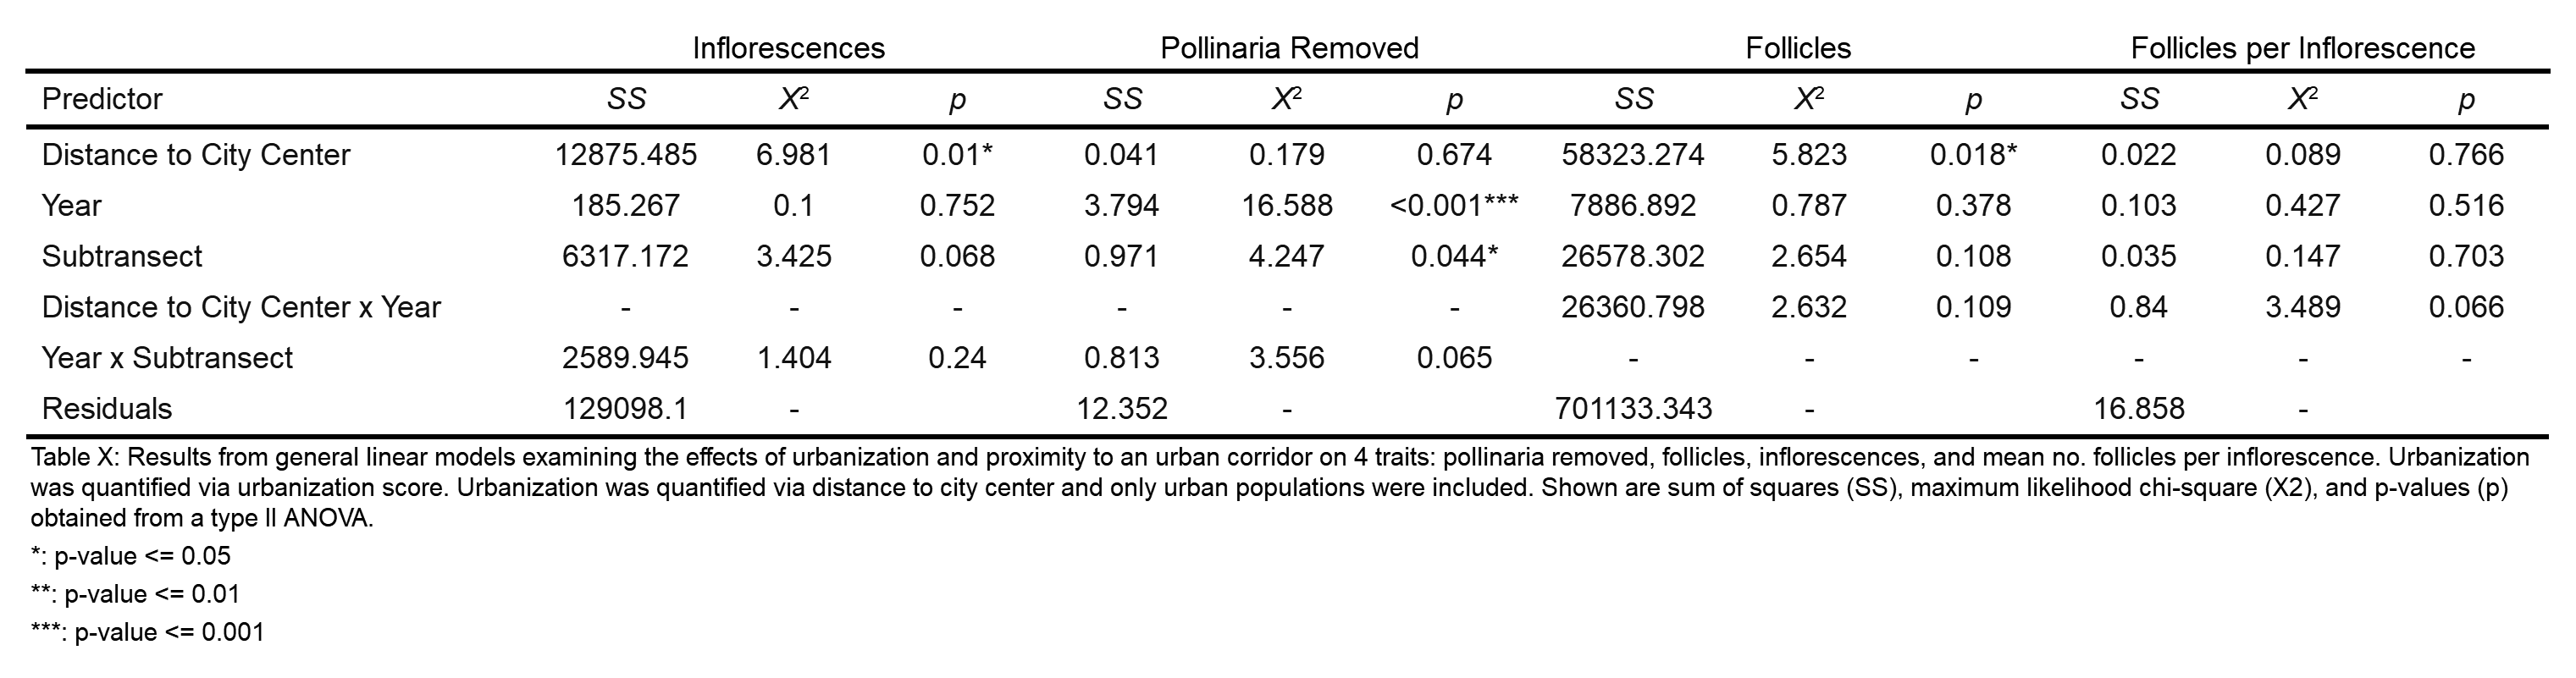 Inflorescences Pollinaria Removed Follicles Follicles per Inflorescence
Predictor SS X² p SS X² p SS X² p SS X² p
Distance to City Center 12875.485 6.981 0.01* 0.041 0.179 0.674 58323.274 5.823 0.018* 0.022 0.089 0.766
Year 185.267 0.1 0.752 3.794 16.588 <0.001*** 7886.892 0.787 0.378 0.103 0.427 0.516
Subtransect 6317.172 3.425 0.068 0.971 4.247 0.044* 26578.302 2.654 0.108 0.035 0.147 0.703
Distance to City Center x Year - - - - - - 26360.798 2.632 0.109 0.84 3.489 0.066
Year x Subtransect 2589.945 1.404 0.24 0.813 3.556 0.065 - - - - - -
Residuals 129098.1 - 12.352 - 701133.343 - 16.858 -
Table X: Results from general linear models examining the effects of urbanization and proximity to an urban corridor on 4 traits: pollinaria removed, follicles, inflorescences, and mean no. follicles per inflorescence. Urbanization
was quantified via urbanization score. Urbanization was quantified via distance to city center and only urban populations were included. Shown are sum of squares (SS), maximum likelihood chi-square (X2), and p-values (p)
obtained from a type II ANOVA.
*: p-value <= 0.05
**: p-value <= 0.01
***: p-value <= 0.001